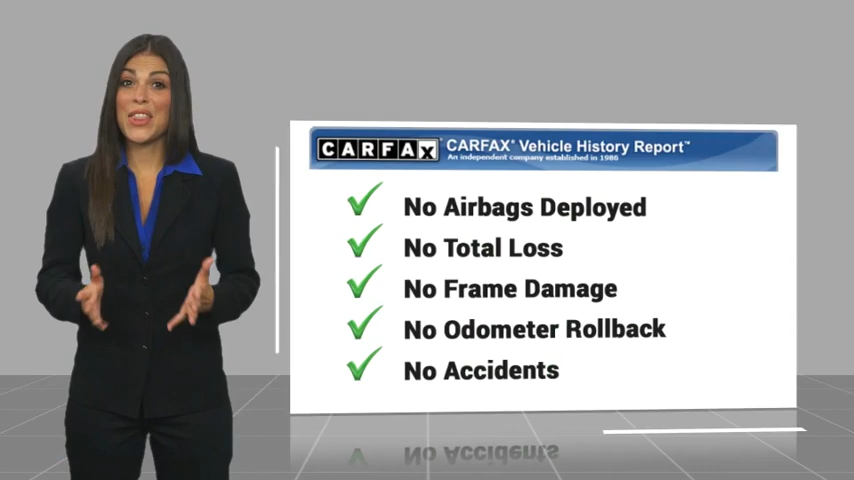 CARFAX® CARFAX® Vehicle History Report™
An independent company established in 1986
No Airbags Deployed
No Total Loss
No Frame Damage
No Odometer Rollback
No Accidents
No Accidents